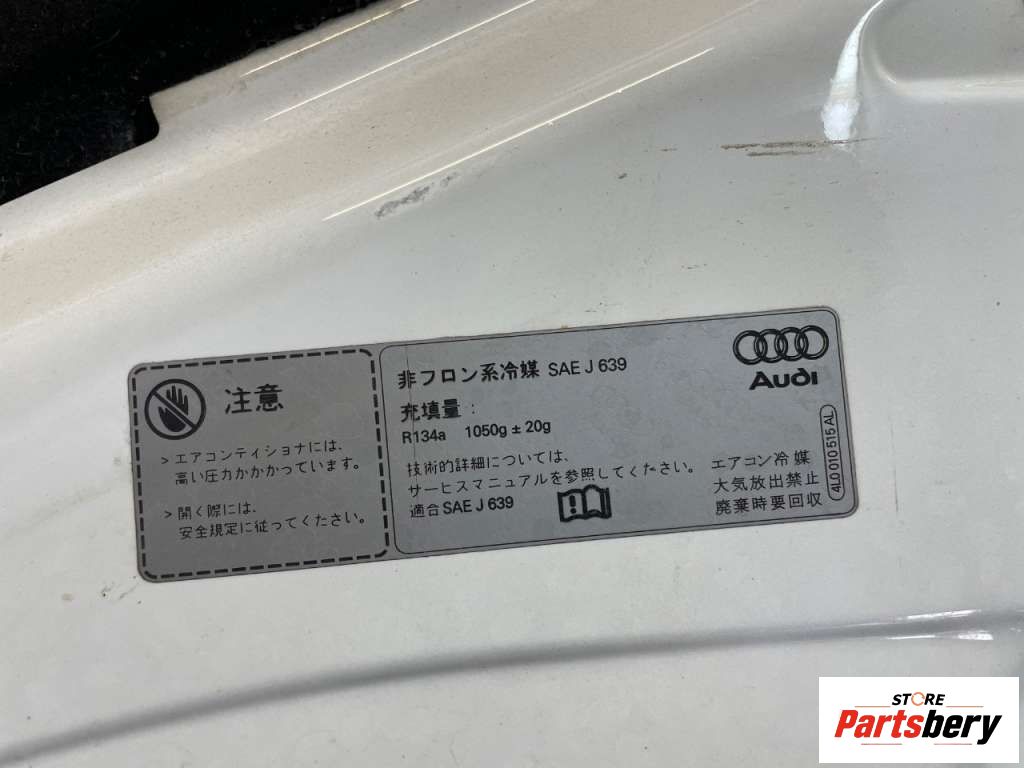 注意
> エアコンディショナには、
高い圧力がかかっています。
> 開く際には、
安全規定に従ってください。
非フロン系冷媒 SAE J 639
充填量 :
R134a 1050g ± 20g
技術的詳細については、
サービスマニュアルを参照してください。
適合 SAE J 639
エアコン冷媒
大気放出禁止
廃棄時要回収
Audi
4L0 010 515 AL
STORE
Partsbery